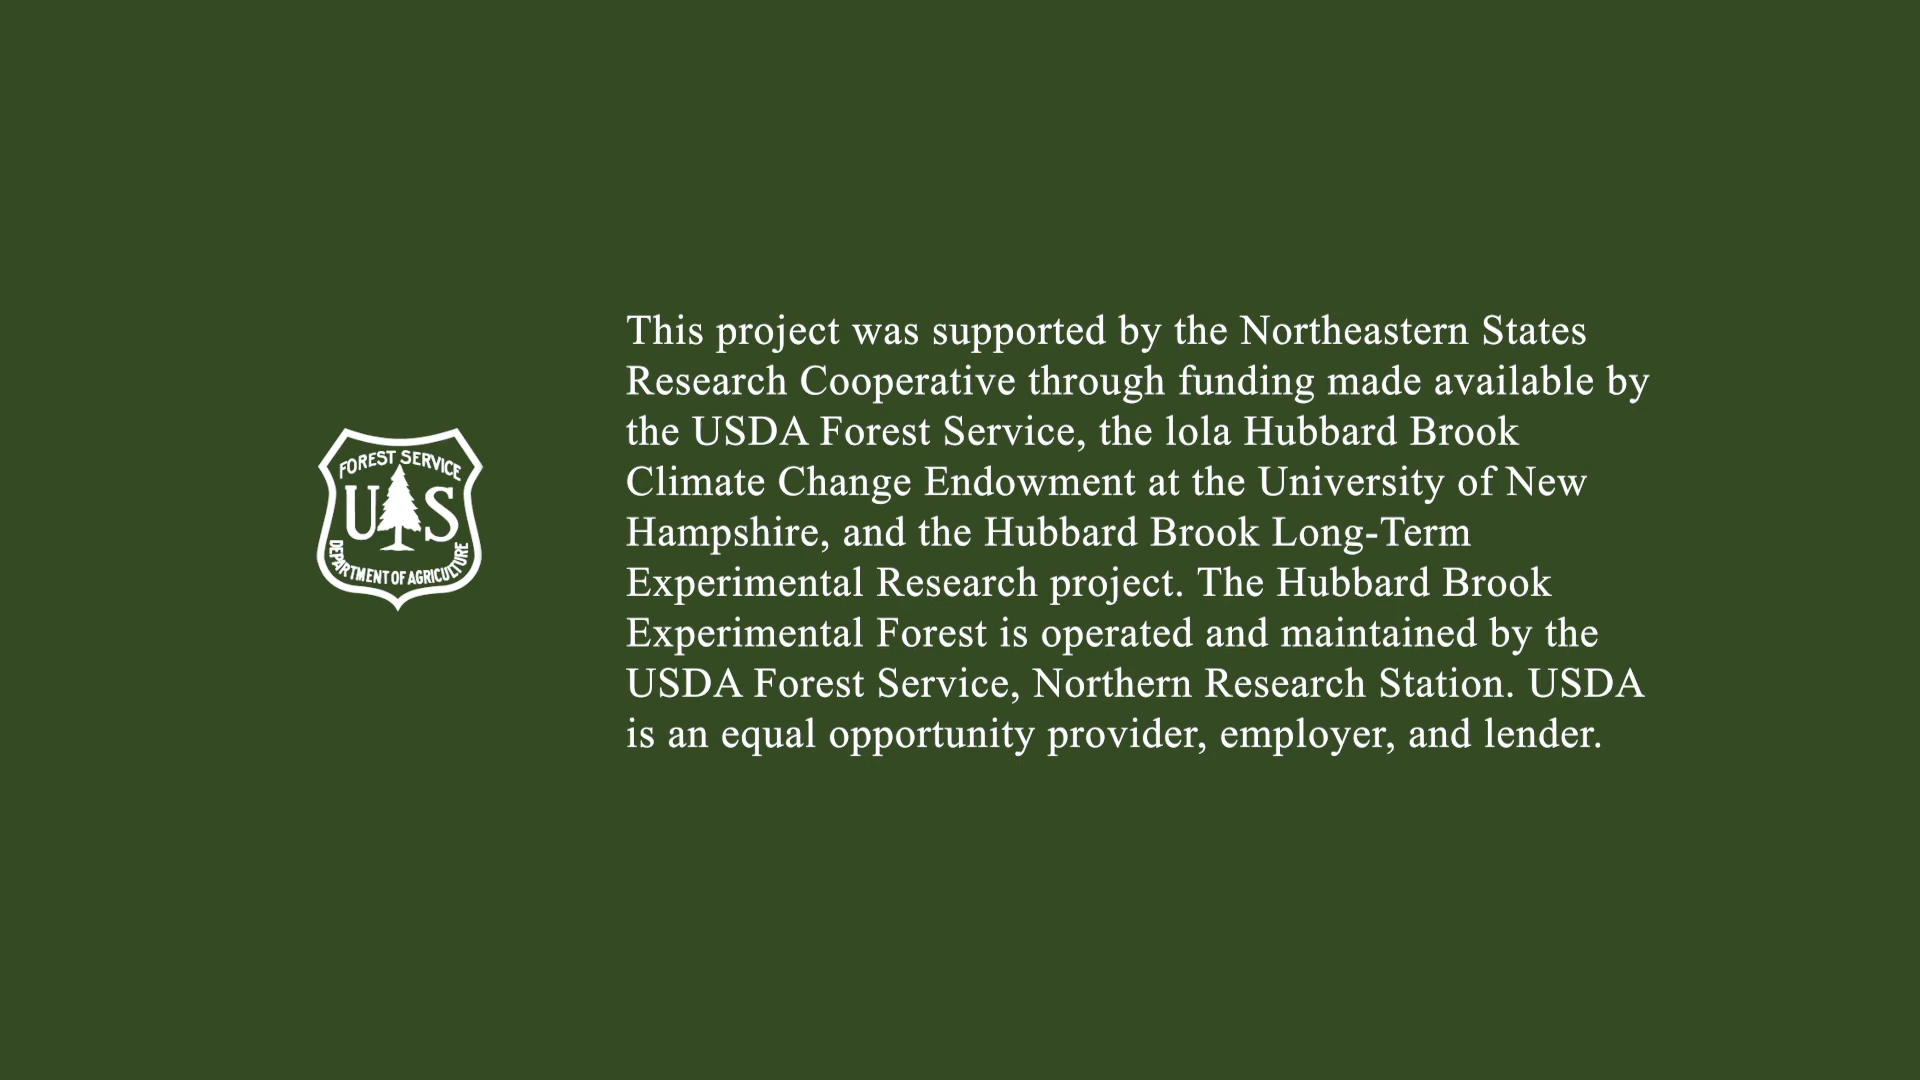 FOREST SERVICE
U S
DEPARTMENT OF AGRICULTURE
This project was supported by the Northeastern States
Research Cooperative through funding made available by
the USDA Forest Service, the lola Hubbard Brook
Climate Change Endowment at the University of New
Hampshire, and the Hubbard Brook Long-Term
Experimental Research project. The Hubbard Brook
Experimental Forest is operated and maintained by the
USDA Forest Service, Northern Research Station. USDA
is an equal opportunity provider, employer, and lender.